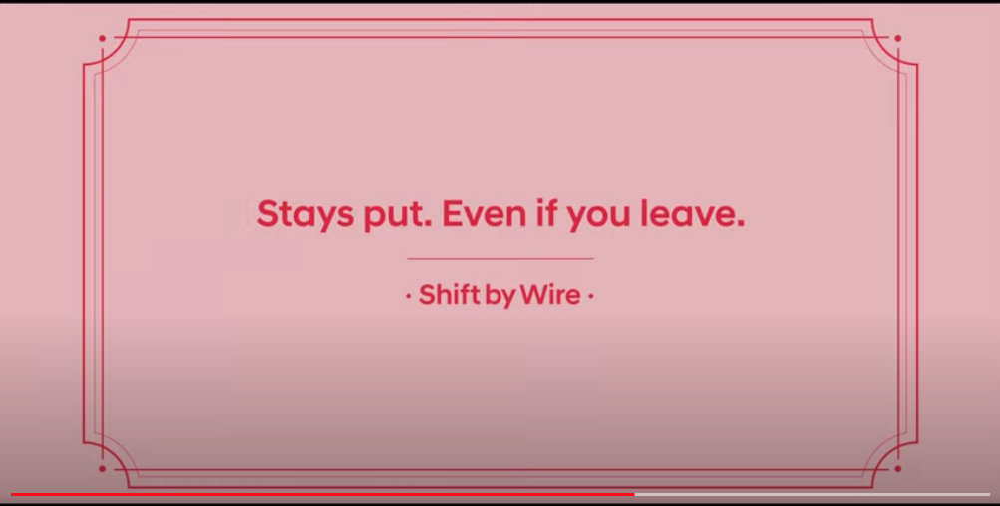 Stays put. Even if you leave.
· Shift by Wire ·